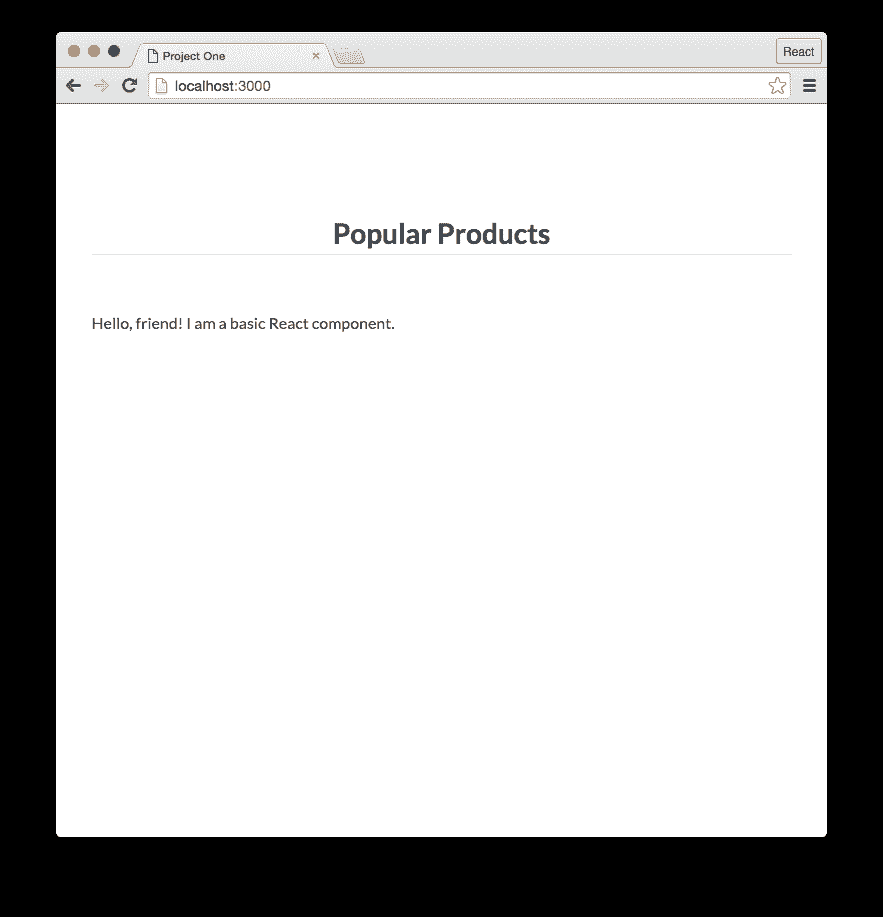 Project One
React
localhost:3000
Popular Products
Hello, friend! I am a basic React component.